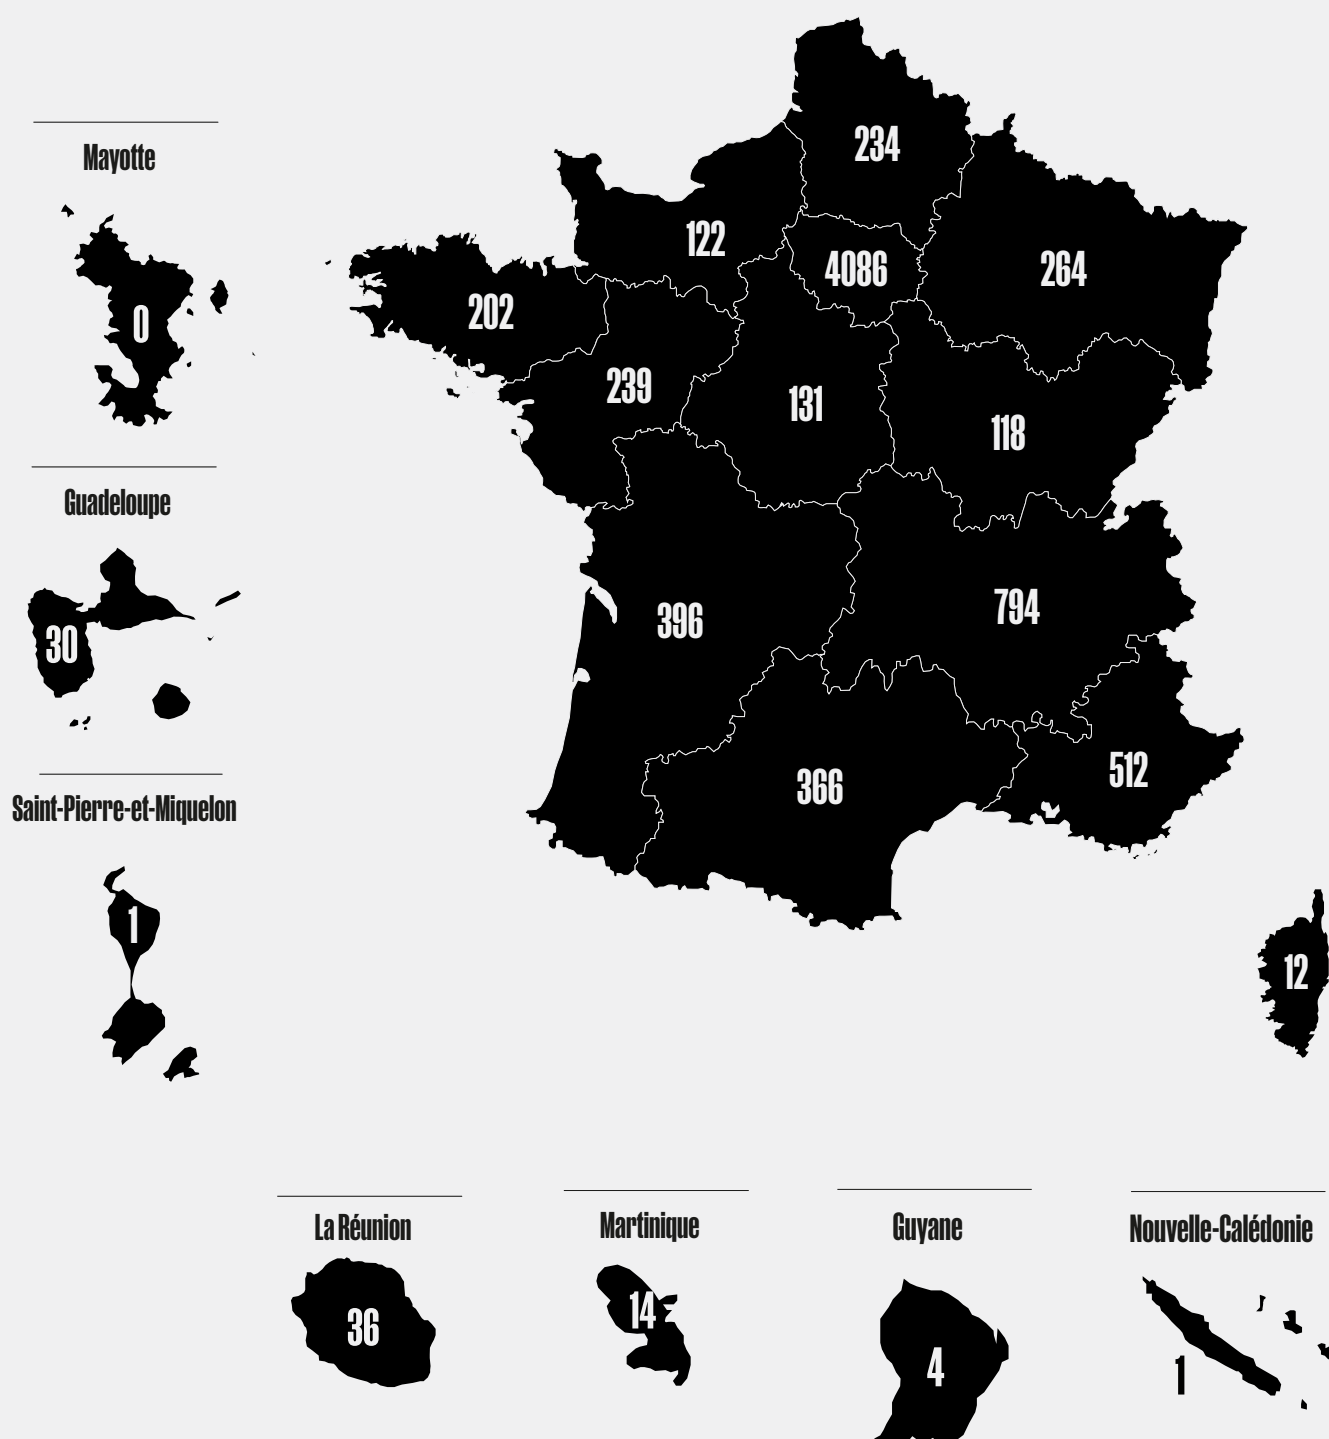 234
Mayotte
122
4086
264
202
0
239
131
118
Guadeloupe
794
396
30
512
366
Saint-Pierre-et-Miquelon
1
12
La Réunion
Martinique
Guyane
Nouvelle-Calédonie
36
14
4
1